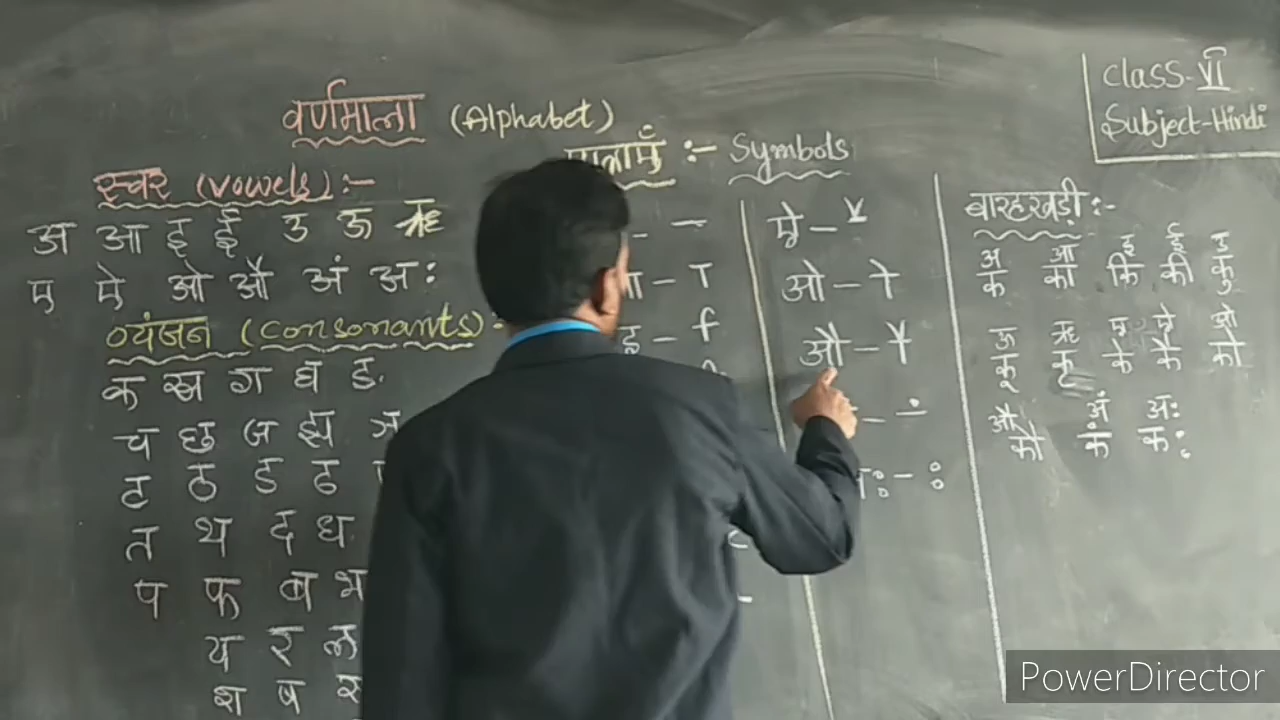 class-VI
Subject-Hindi
वर्णमाला (Alphabet)
मात्राएँ :- Symbols
स्वर (vowels) :-
अ आ इ ई उ ऊ ऋ
ए ऐ ओ औ अं अः
व्यंजन (consonants) :-
क ख ग घ ङ
च छ ज झ ञ
ट ठ ड ढ
त थ द ध
प फ ब भ
य र ल
श ष स
- –
- ा
इ - ि
ऐ - ै
ओ - ो
औ - ौ
- ं
: - ः
बारहखड़ी :-
अ आ इ ई उ
क का कि की कु
ऊ ऋ ए ऐ ओ
कू कृ के कै को
औ अं अः
कौ कं कः
PowerDirector